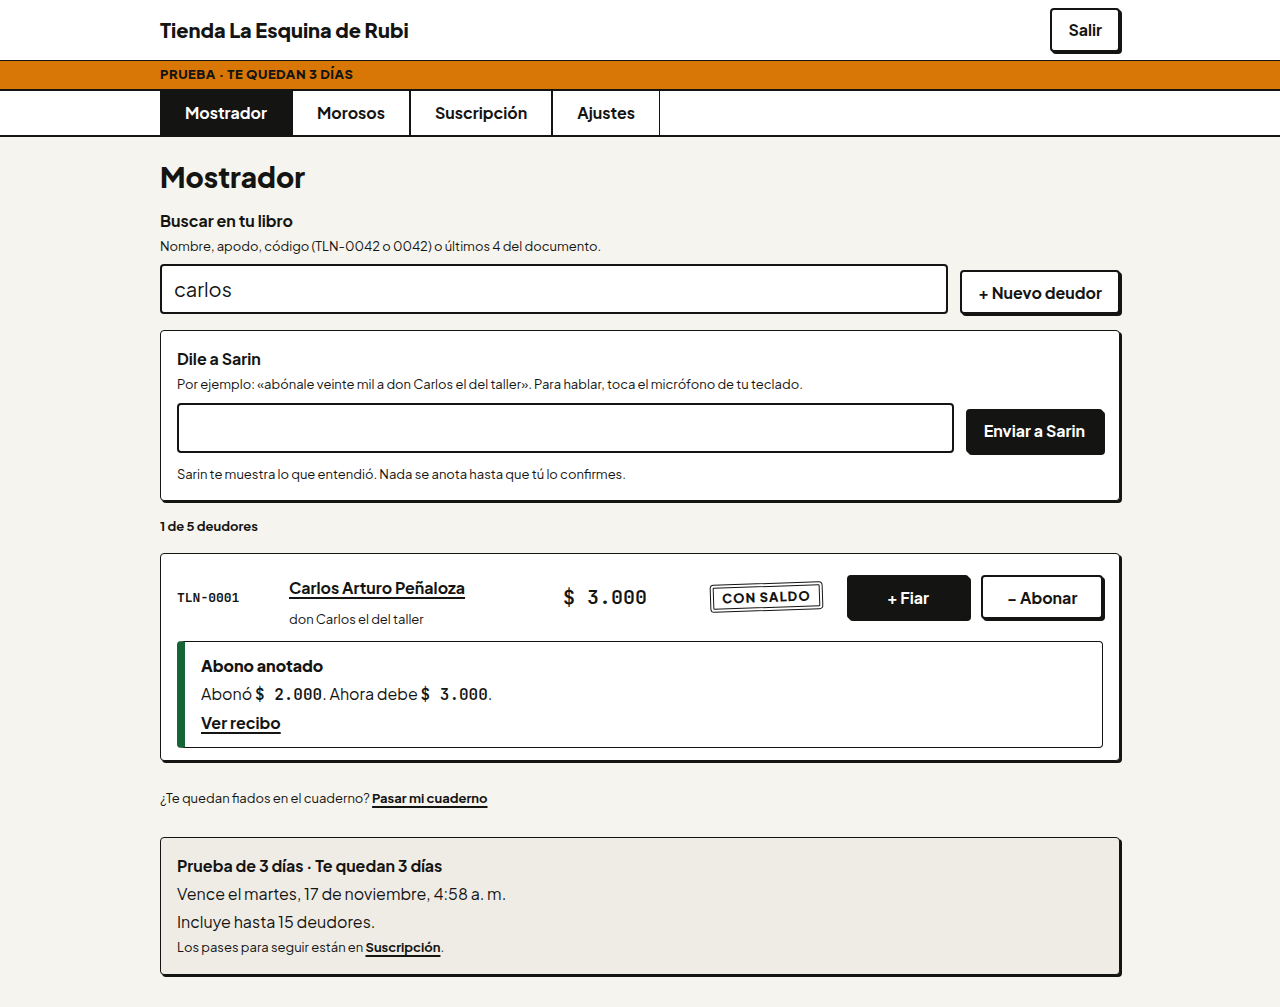 Tienda La Esquina de Rubi
Salir
PRUEBA · TE QUEDAN 3 DÍAS
Mostrador
Morosos
Suscripción
Ajustes
Mostrador
Buscar en tu libro
Nombre, apodo, código (TLN-0042 o 0042) o últimos 4 del documento.
carlos
+ Nuevo deudor
Dile a Sarin
Por ejemplo: «abónale veinte mil a don Carlos el del taller». Para hablar, toca el micrófono de tu teclado.
Enviar a Sarin
Sarin te muestra lo que entendió. Nada se anota hasta que tú lo confirmes.
1 de 5 deudores
TLN-0001
Carlos Arturo Peñaloza
don Carlos el del taller
$ 3.000
CON SALDO
+ Fiar
− Abonar
Abono anotado
Abonó $ 2.000. Ahora debe $ 3.000.
Ver recibo
¿Te quedan fiados en el cuaderno? Pasar mi cuaderno
Prueba de 3 días · Te quedan 3 días
Vence el martes, 17 de noviembre, 4:58 a. m.
Incluye hasta 15 deudores.
Los pases para seguir están en Suscripción.